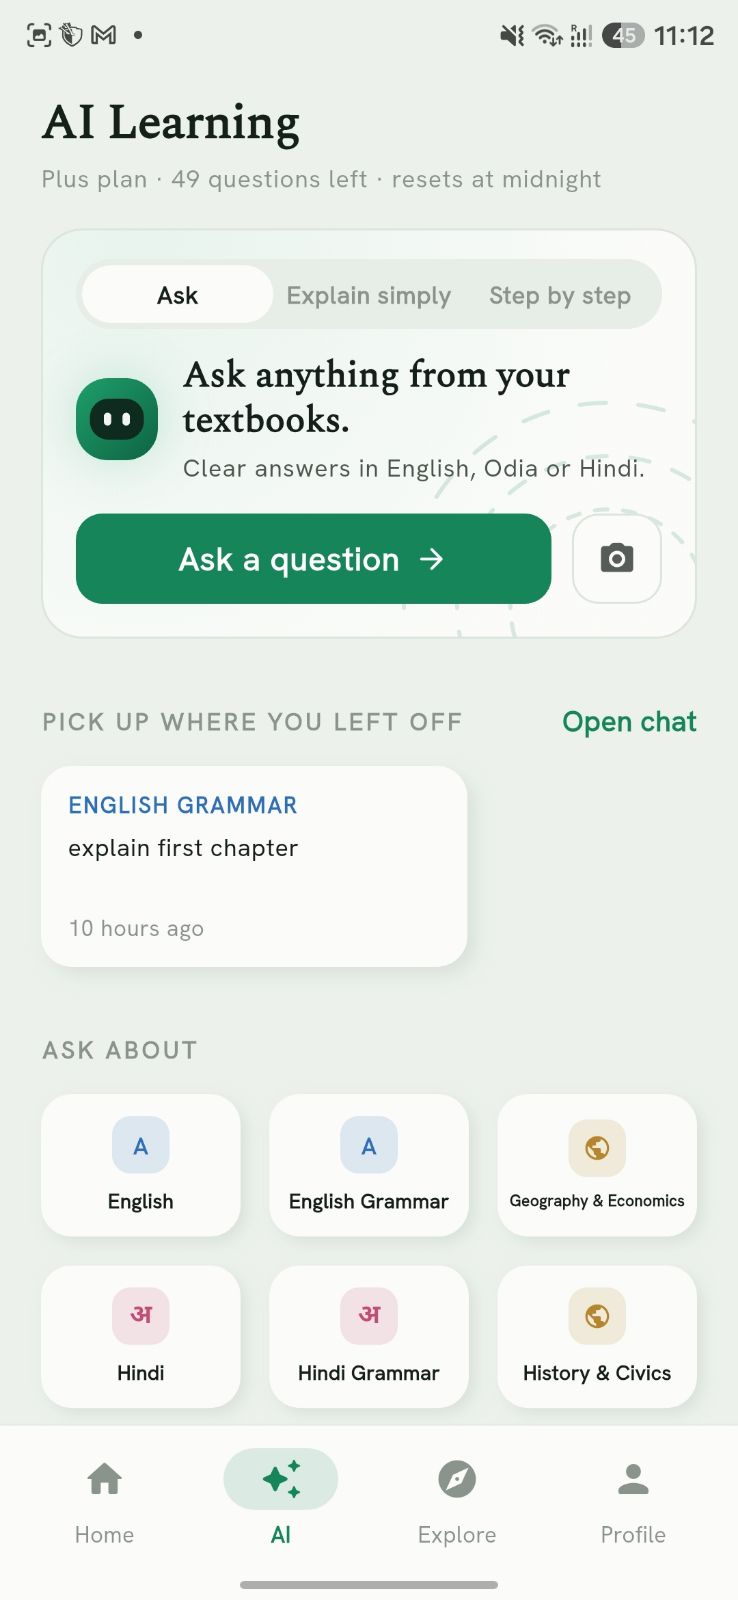 45 11:12
AI Learning
Plus plan · 49 questions left · resets at midnight
Ask Explain simply Step by step
Ask anything from your
textbooks.
Clear answers in English, Odia or Hindi.
Ask a question →
PICK UP WHERE YOU LEFT OFF Open chat
ENGLISH GRAMMAR
explain first chapter
10 hours ago
ASK ABOUT
A A
English English Grammar Geography & Economics
अ अ
Hindi Hindi Grammar History & Civics
Home AI Explore Profile